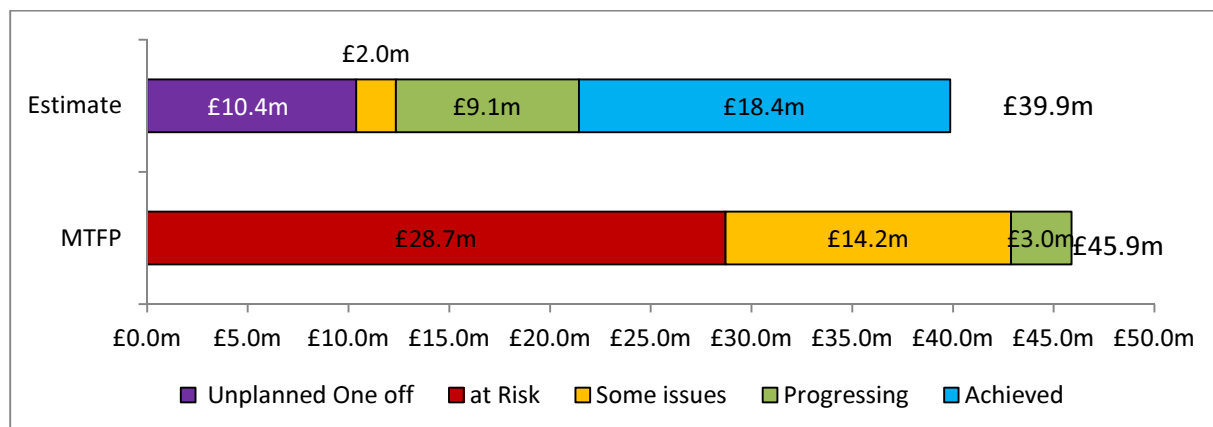 £2.0m
Estimate £10.4m £9.1m £18.4m £39.9m
MTFP £28.7m £14.2m £3.0m £45.9m
£0.0m £5.0m £10.0m £15.0m £20.0m £25.0m £30.0m £35.0m £40.0m £45.0m £50.0m
Unplanned One off at Risk Some issues Progressing Achieved